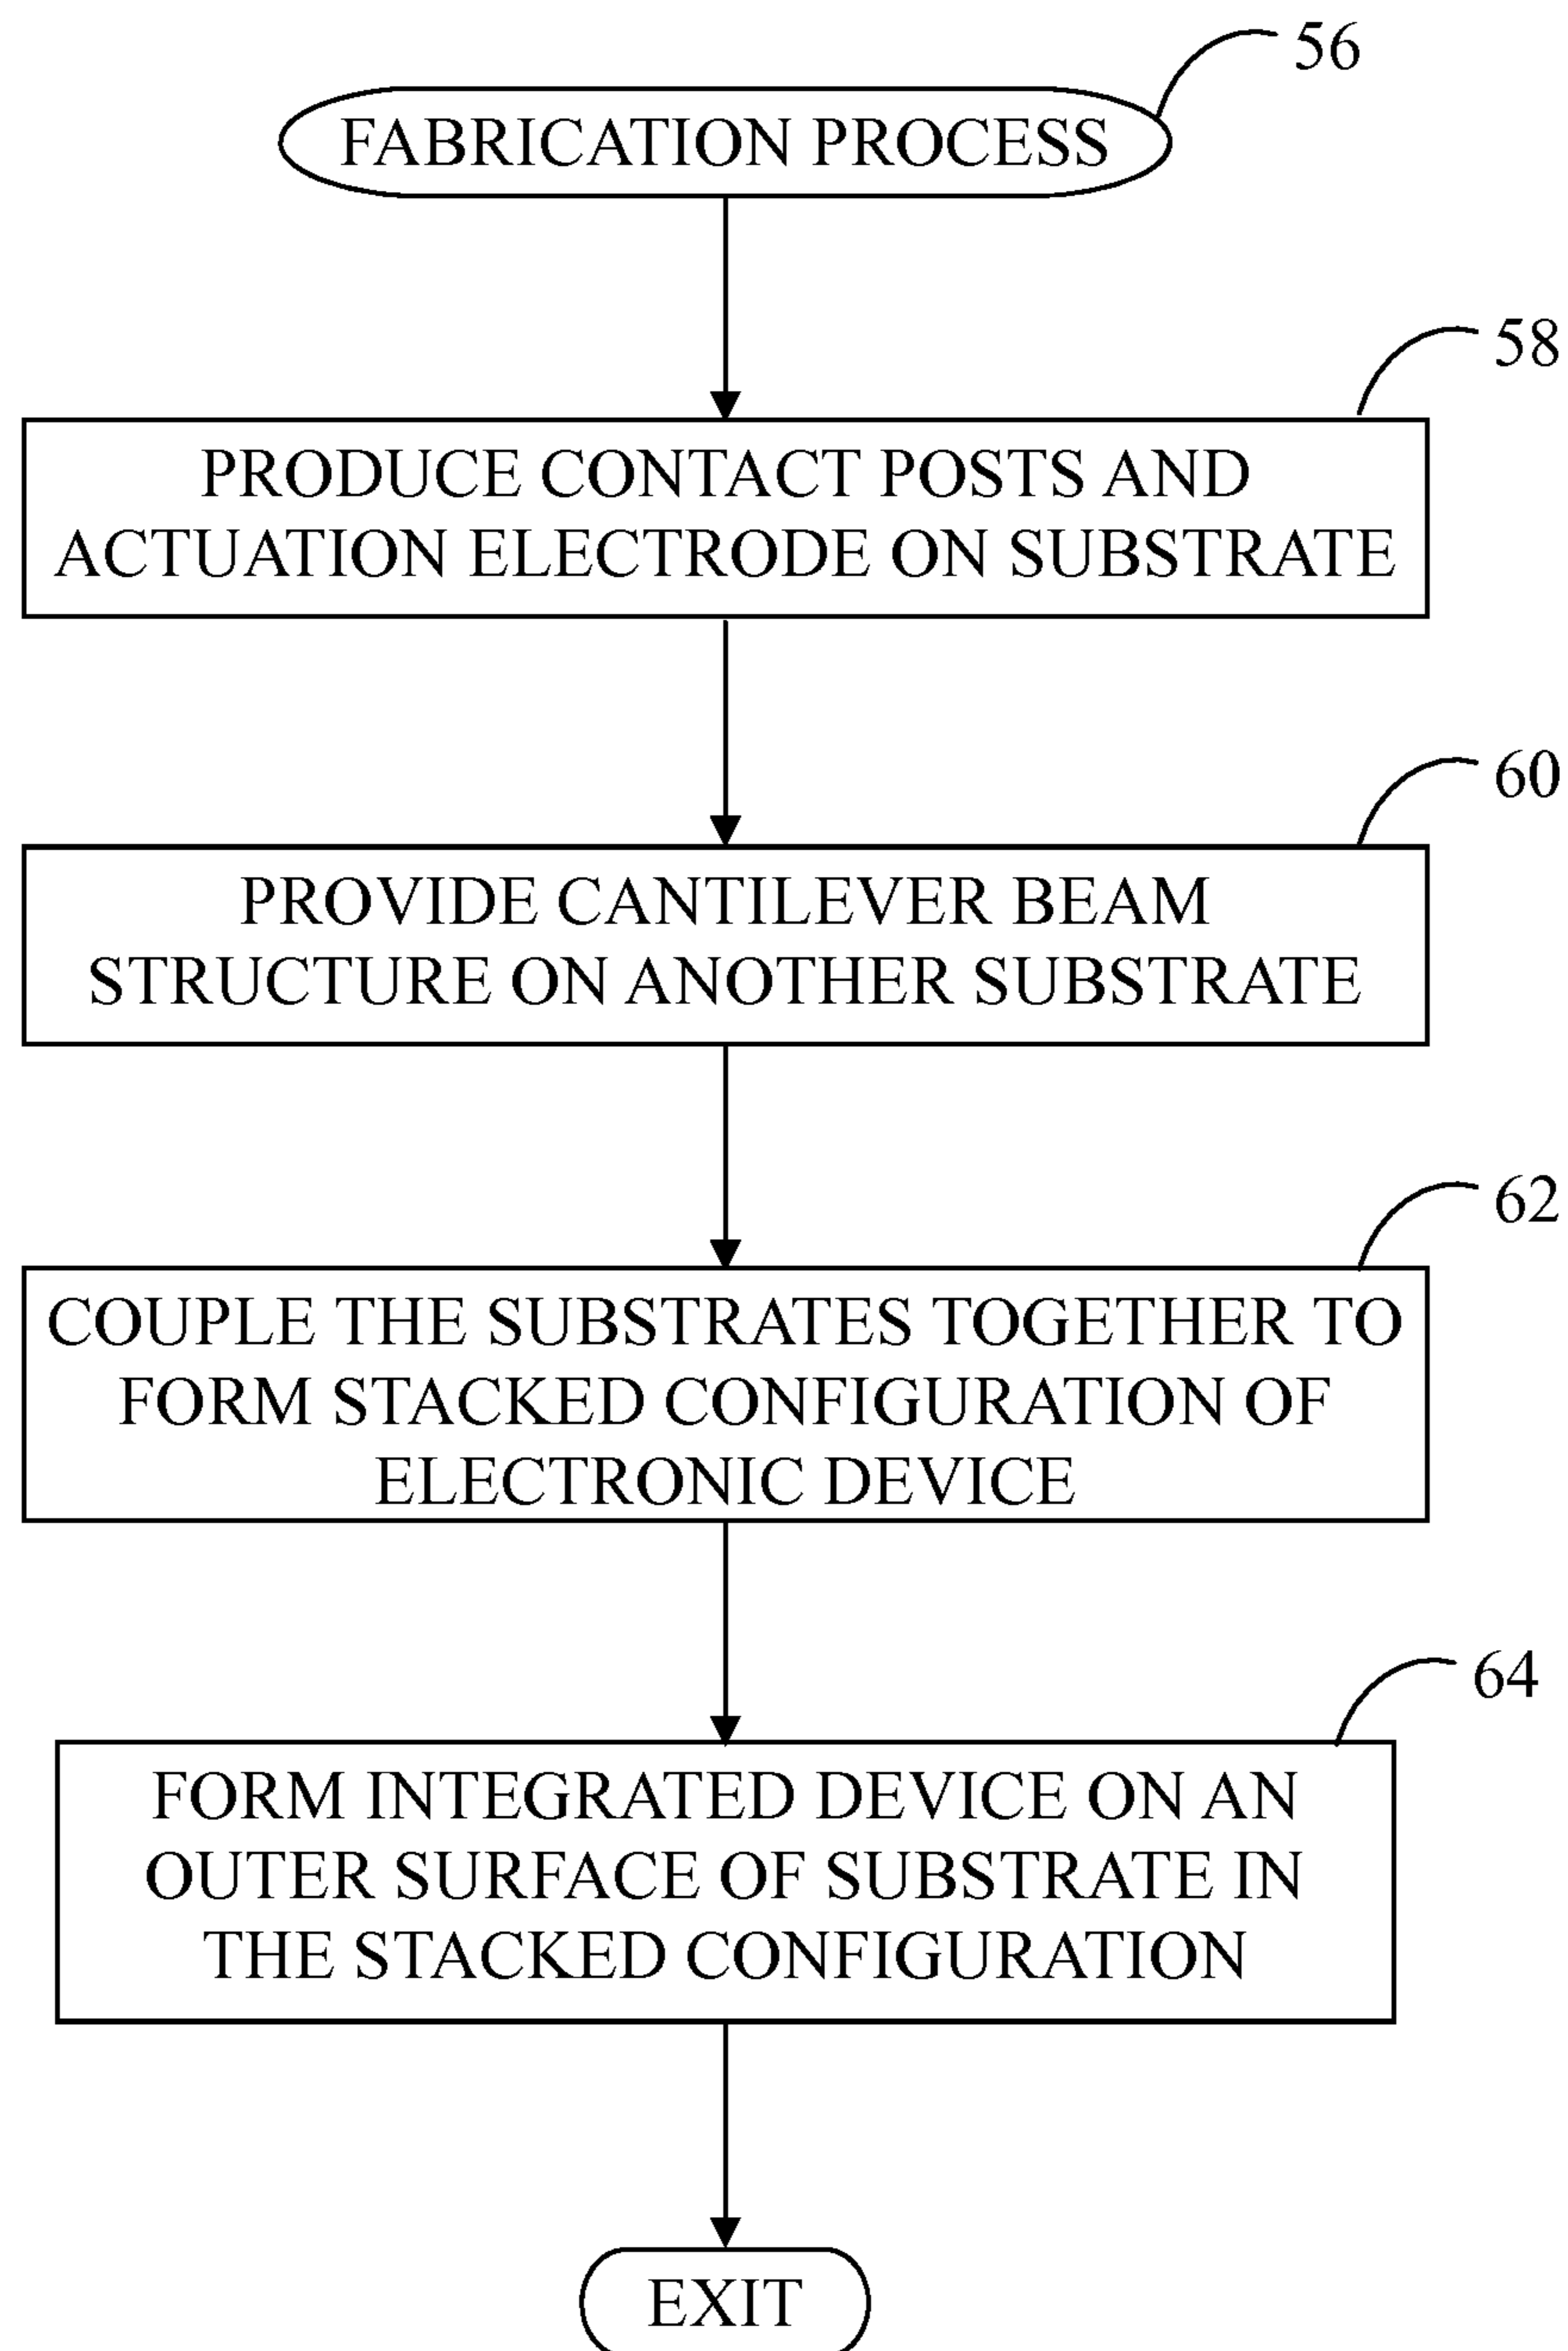 56
FABRICATION PROCESS
58
PRODUCE CONTACT POSTS AND
ACTUATION ELECTRODE ON SUBSTRATE
60
PROVIDE CANTILEVER BEAM
STRUCTURE ON ANOTHER SUBSTRATE
62
COUPLE THE SUBSTRATES TOGETHER TO
FORM STACKED CONFIGURATION OF
ELECTRONIC DEVICE
64
FORM INTEGRATED DEVICE ON AN
OUTER SURFACE OF SUBSTRATE IN
THE STACKED CONFIGURATION
EXIT